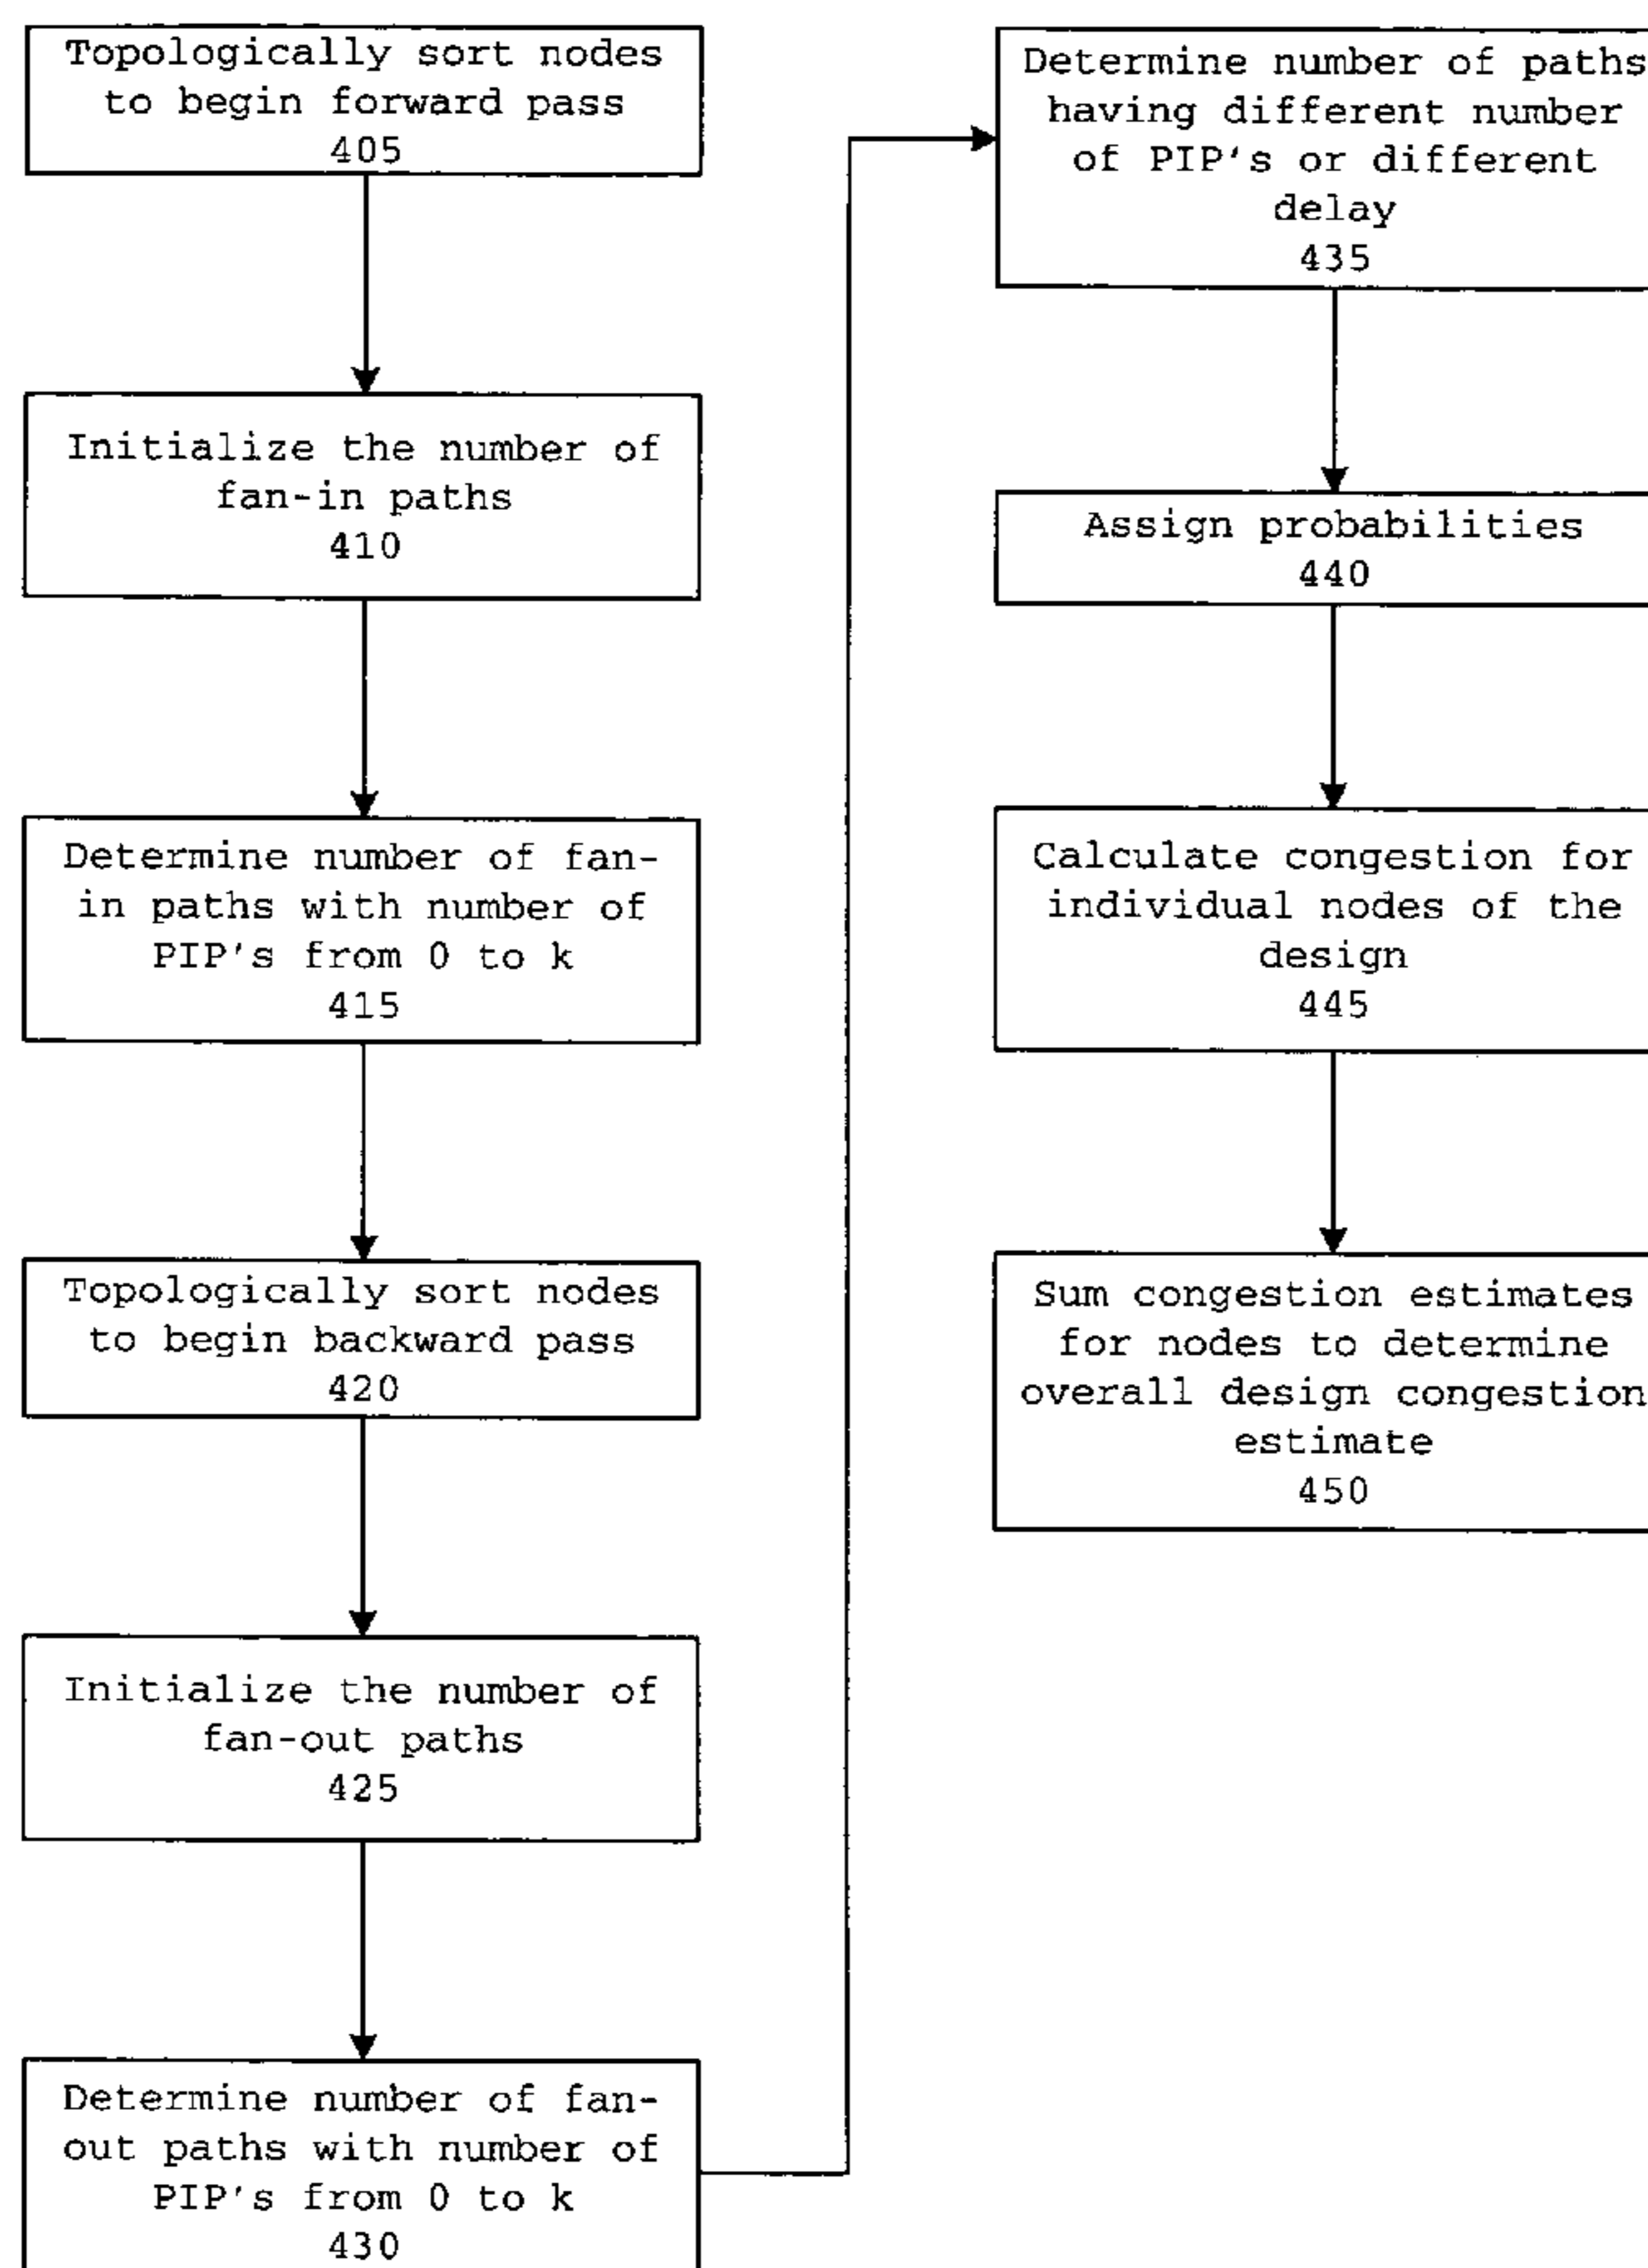 Topologically sort nodes
to begin forward pass
405
Initialize the number of
fan-in paths
410
Determine number of fan-
in paths with number of
PIP's from 0 to k
415
Topologically sort nodes
to begin backward pass
420
Initialize the number of
fan-out paths
425
Determine number of fan-
out paths with number of
PIP's from 0 to k
430
Determine number of paths
having different number
of PIP's or different
delay
435
Assign probabilities
440
Calculate congestion for
individual nodes of the
design
445
Sum congestion estimates
for nodes to determine
overall design congestion
estimate
450